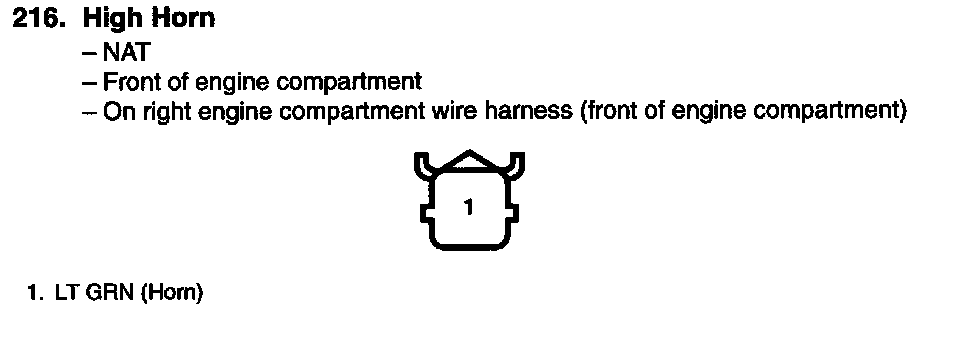 216. High Horn
– NAT
– Front of engine compartment
– On right engine compartment wire harness (front of engine compartment)
1
1. LT GRN (Horn)